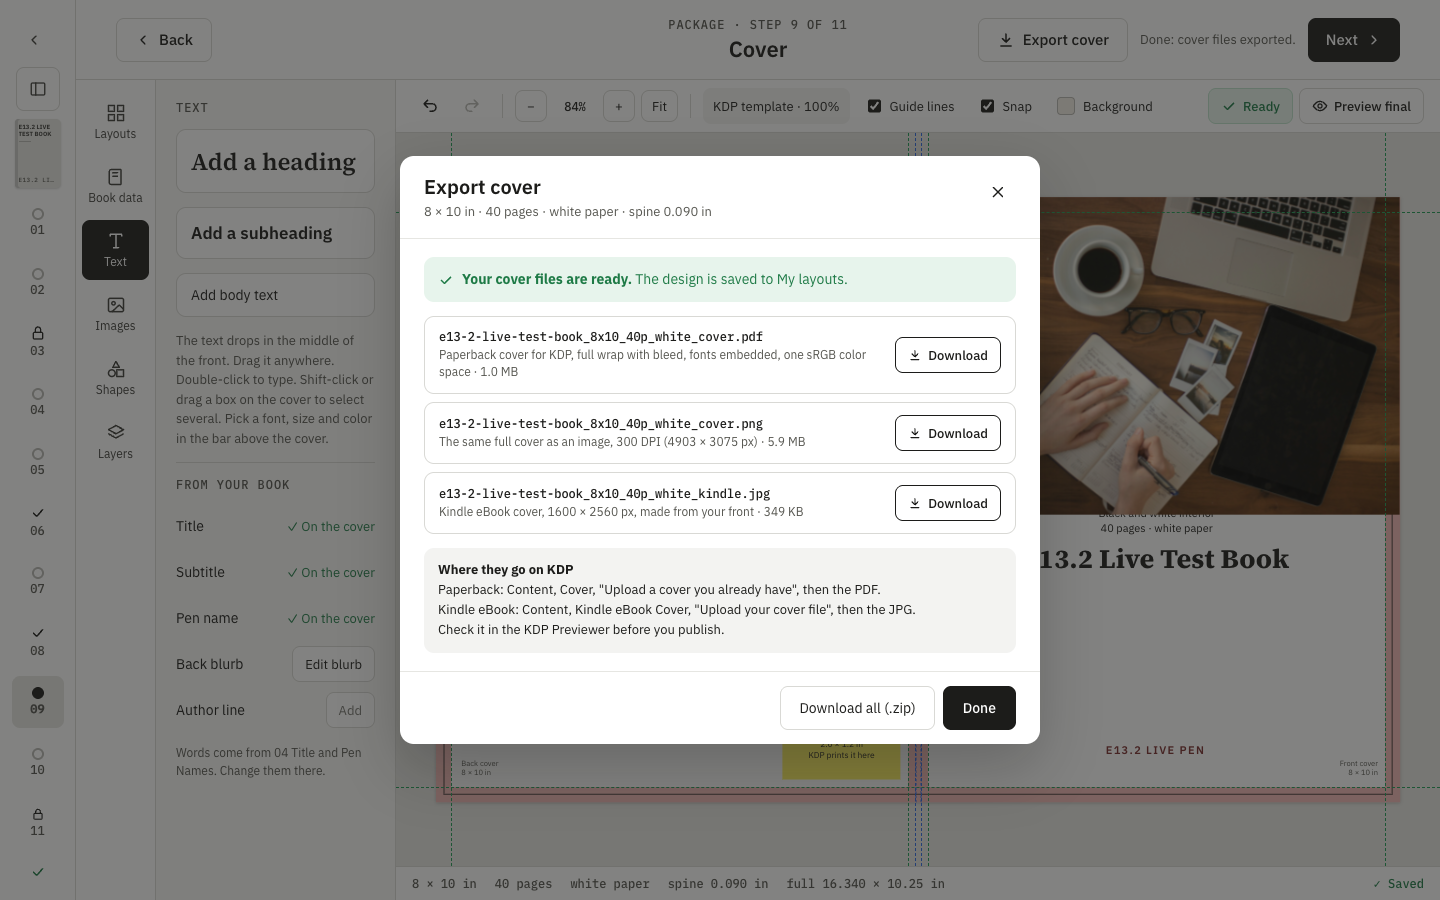 Back
PACKAGE · STEP 9 OF 11
Cover
Export cover
Done: cover files exported.
Next
E13.2 LIVE
TEST BOOK
E13.2 LI…
01
02
03
04
05
06
07
08
09
10
11
Layouts
Book data
Text
Images
Shapes
Layers
TEXT
Add a heading
Add a subheading
Add body text
The text drops in the middle of
the front. Drag it anywhere.
Double-click to type. Shift-click or
drag a box on the cover to select
several. Pick a font, size and color
in the bar above the cover.
FROM YOUR BOOK
Title ✓ On the cover
Subtitle ✓ On the cover
Pen name ✓ On the cover
Back blurb Edit blurb
Author line Add
Words come from 04 Title and Pen
Names. Change them there.
− 84% + Fit KDP template · 100% Guide lines Snap Background Ready Preview final
Export cover
8 × 10 in · 40 pages · white paper · spine 0.090 in
Your cover files are ready. The design is saved to My layouts.
e13-2-live-test-book_8x10_40p_white_cover.pdf
Paperback cover for KDP, full wrap with bleed, fonts embedded, one sRGB color
space · 1.0 MB
Download
e13-2-live-test-book_8x10_40p_white_cover.png
The same full cover as an image, 300 DPI (4903 × 3075 px) · 5.9 MB
Download
e13-2-live-test-book_8x10_40p_white_kindle.jpg
Kindle eBook cover, 1600 × 2560 px, made from your front · 349 KB
Download
Where they go on KDP
Paperback: Content, Cover, "Upload a cover you already have", then the PDF.
Kindle eBook: Content, Kindle eBook Cover, "Upload your cover file", then the JPG.
Check it in the KDP Previewer before you publish.
Download all (.zip)
Done
40 pages · white paper
13.2 Live Test Book
E13.2 LIVE PEN
KDP prints it here
Back cover
8 × 10 in
Front cover
8 × 10 in
8 × 10 in 40 pages white paper spine 0.090 in full 16.340 × 10.25 in
✓ Saved